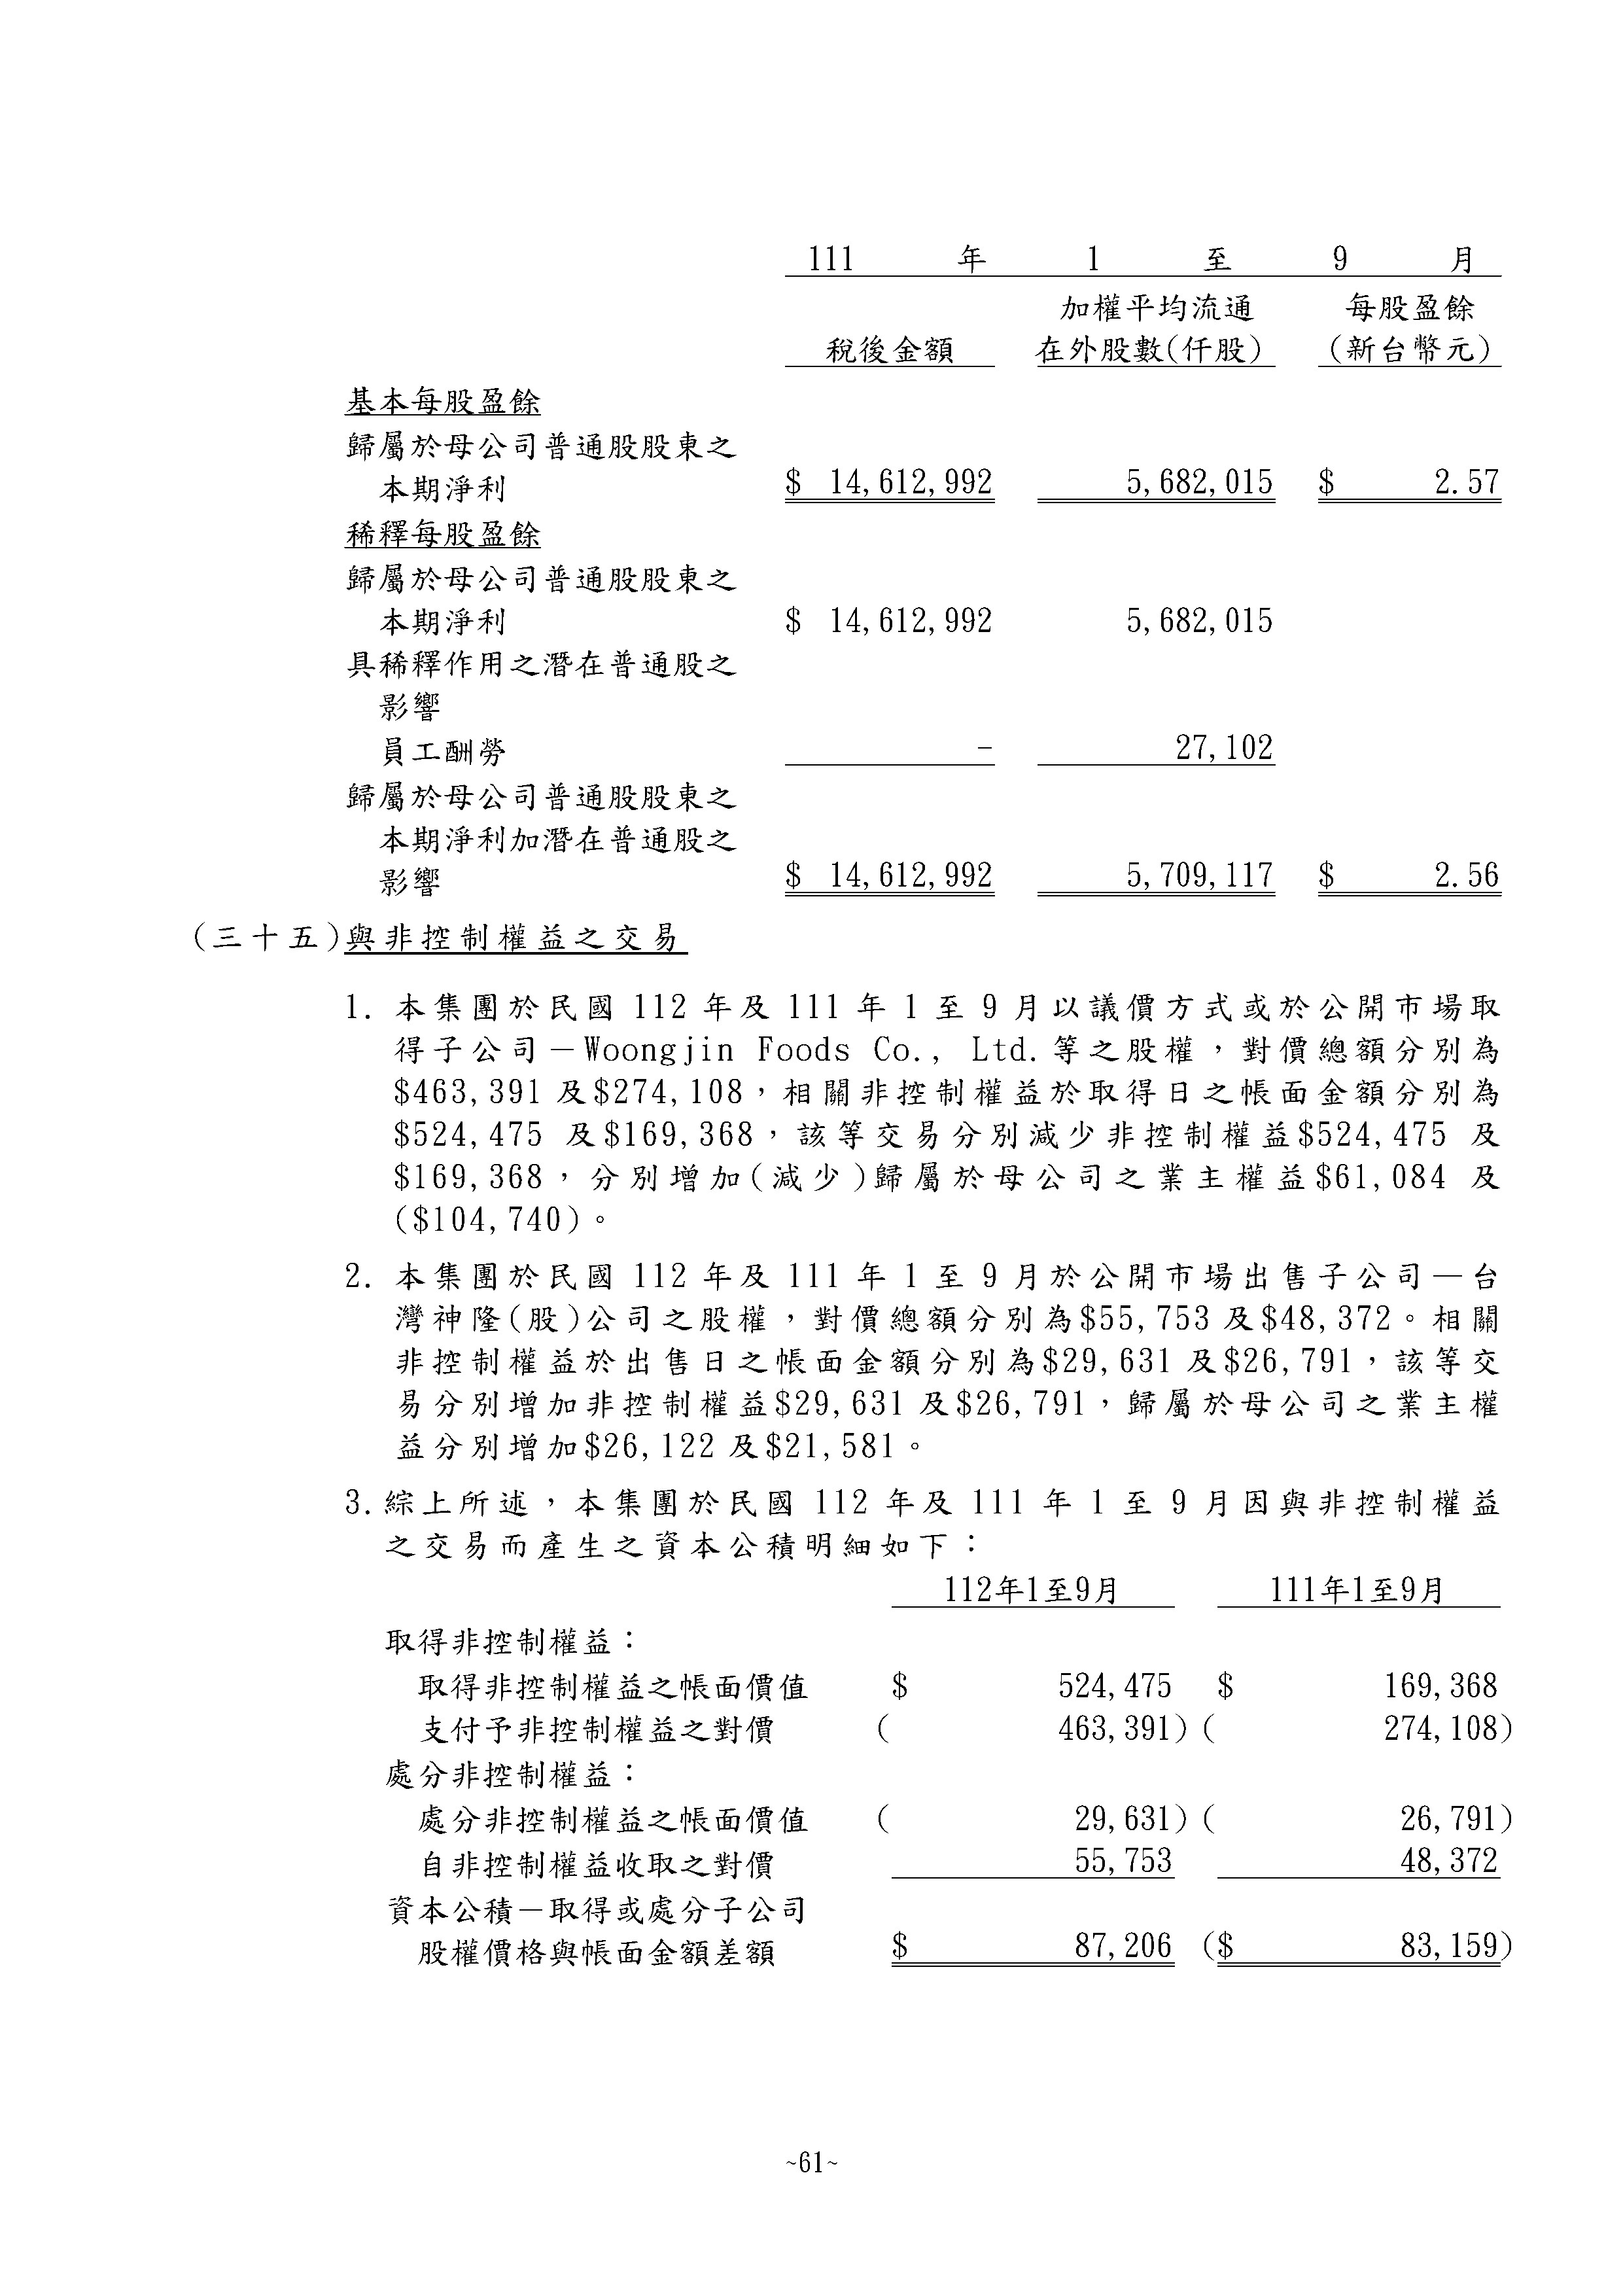 111 年 1 至 9 月
加權平均流通 每股盈餘
稅後金額 在外股數(仟股) (新台幣元)
基本每股盈餘
歸屬於母公司普通股股東之
本期淨利 $ 14,612,992 5,682,015 $ 2.57
稀釋每股盈餘
歸屬於母公司普通股股東之
本期淨利 $ 14,612,992 5,682,015
具稀釋作用之潛在普通股之
影響
員工酬勞 - 27,102
歸屬於母公司普通股股東之
本期淨利加潛在普通股之
影響 $ 14,612,992 5,709,117 $ 2.56
(三十五)與非控制權益之交易
1. 本集團於民國 112 年及 111 年 1 至 9 月以議價方式或於公開市場取
得子公司－Woongjin Foods Co., Ltd.等之股權，對價總額分別為
$463,391 及$274,108，相關非控制權益於取得日之帳面金額分別為
$524,475 及$169,368，該等交易分別減少非控制權益$524,475 及
$169,368，分別增加(減少)歸屬於母公司之業主權益$61,084 及
($104,740)。
2. 本集團於民國 112 年及 111 年 1 至 9 月於公開市場出售子公司—台
灣神隆(股)公司之股權，對價總額分別為$55,753 及$48,372。相關
非控制權益於出售日之帳面金額分別為$29,631 及$26,791，該等交
易分別增加非控制權益$29,631 及$26,791，歸屬於母公司之業主權
益分別增加$26,122 及$21,581。
3.綜上所述，本集團於民國 112 年及 111 年 1 至 9 月因與非控制權益
之交易而產生之資本公積明細如下：
112年1至9月 111年1至9月
取得非控制權益：
取得非控制權益之帳面價值 $ 524,475 $ 169,368
支付予非控制權益之對價 ( 463,391) ( 274,108)
處分非控制權益：
處分非控制權益之帳面價值 ( 29,631) ( 26,791)
自非控制權益收取之對價 55,753 48,372
資本公積－取得或處分子公司
股權價格與帳面金額差額 $ 87,206 ($ 83,159)
~61~